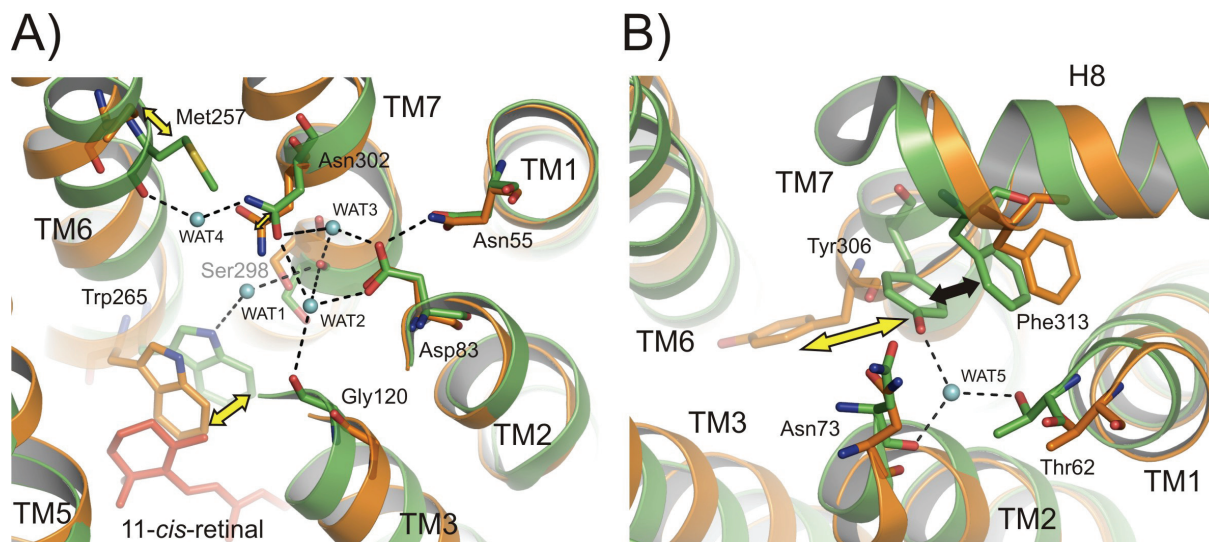 A)
B)
Met257
TM7
Asn302
TM1
WAT3
WAT4
TM6
Asn55
Ser298
Trp265
WAT1
WAT2
Asp83
Gly120
TM2
TM5
11-cis-retinal
TM3
H8
TM7
Tyr306
Phe313
TM6
WAT5
TM3
Asn73
Thr62
TM1
TM2